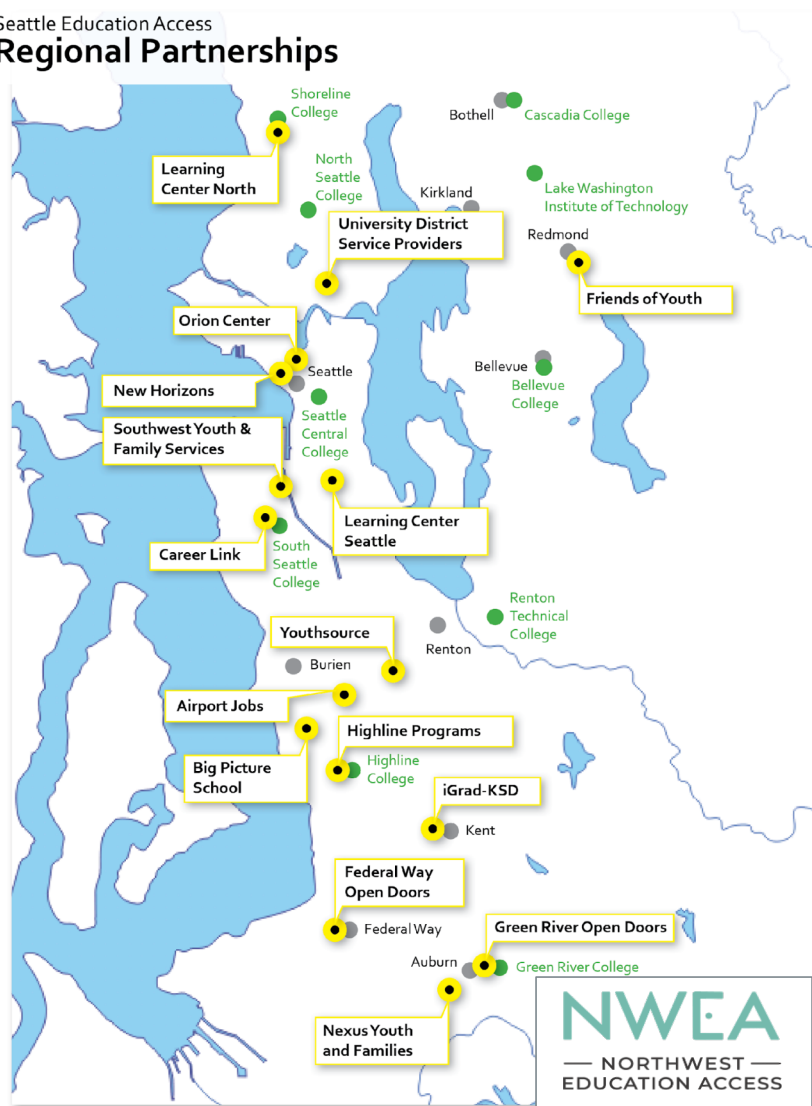 Seattle Education Access
Regional Partnerships
Shoreline
College
Bothell
Cascadia College
Learning
Center North
North
Seattle
College
Kirkland
Lake Washington
Institute of Technology
University District
Service Providers
Redmond
Friends of Youth
Orion Center
Seattle
Bellevue
Bellevue
College
New Horizons
Seattle
Central
College
Southwest Youth &
Family Services
Learning Center
Seattle
Career Link
South
Seattle
College
Renton
Technical
College
Youthsource
Renton
Burien
Airport Jobs
Highline Programs
Big Picture
School
Highline
College
iGrad-KSD
Kent
Federal Way
Open Doors
Federal Way
Green River Open Doors
Auburn
Green River College
Nexus Youth
and Families
NWEA
NORTHWEST
EDUCATION ACCESS